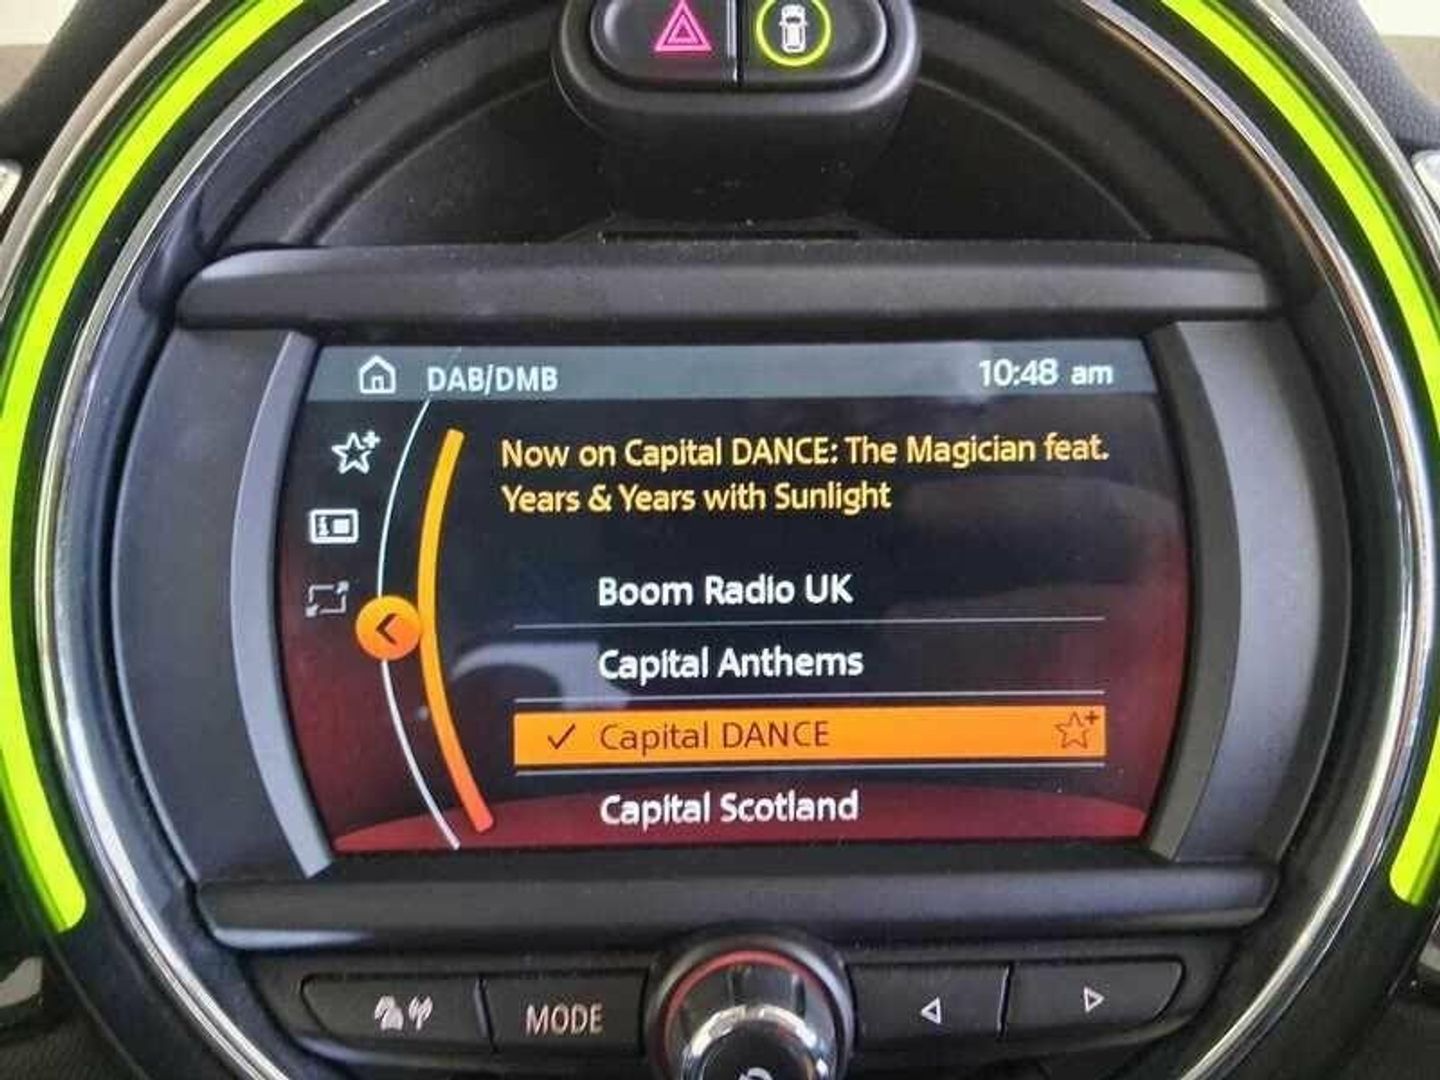 DAB/DMB 10:48 am
Now on Capital DANCE: The Magician feat.
Years & Years with Sunlight
Boom Radio UK
Capital Anthems
Capital DANCE
Capital Scotland
MODE